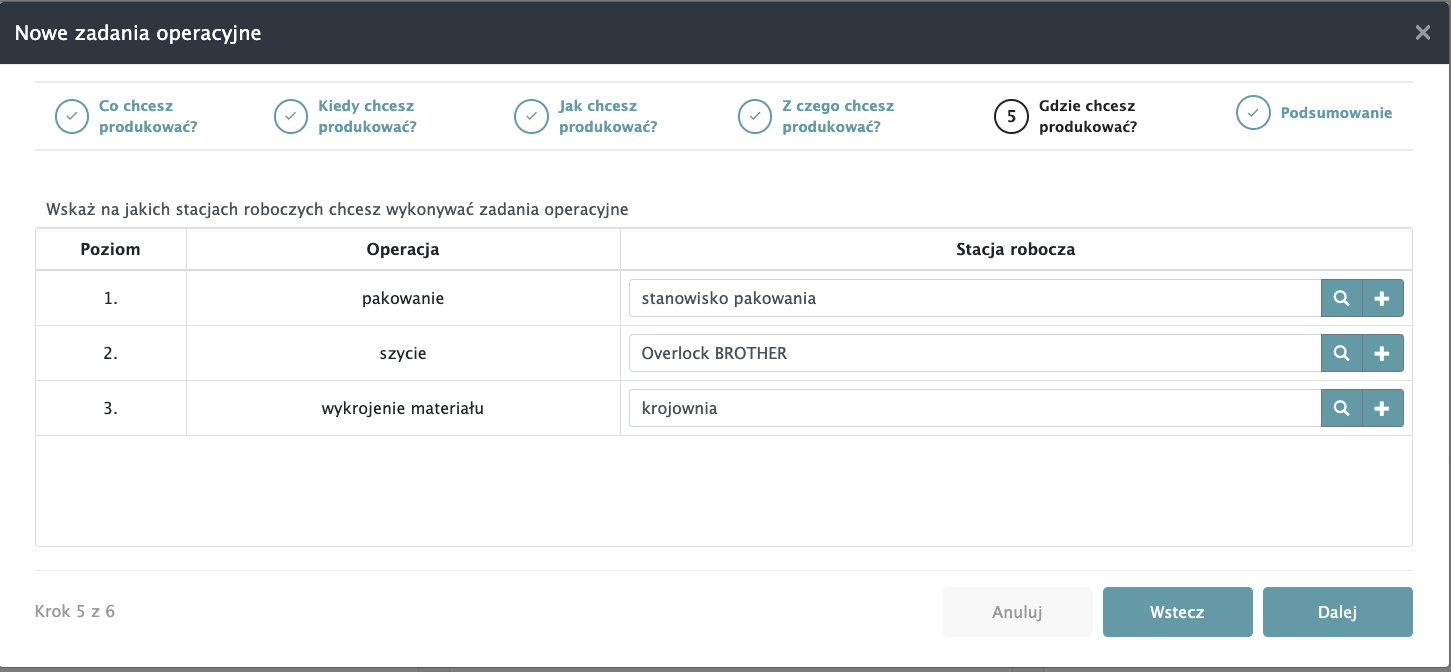 Nowe zadania operacyjne
Co chcesz
produkować?
Kiedy chcesz
produkować?
Jak chcesz
produkować?
Z czego chcesz
produkować?
5
Gdzie chcesz
produkować?
Podsumowanie
Wskaż na jakich stacjach roboczych chcesz wykonywać zadania operacyjne
Poziom Operacja Stacja robocza
1. pakowanie stanowisko pakowania
2. szycie Overlock BROTHER
3. wykrojenie materiału krojownia
Krok 5 z 6 Anuluj Wstecz Dalej